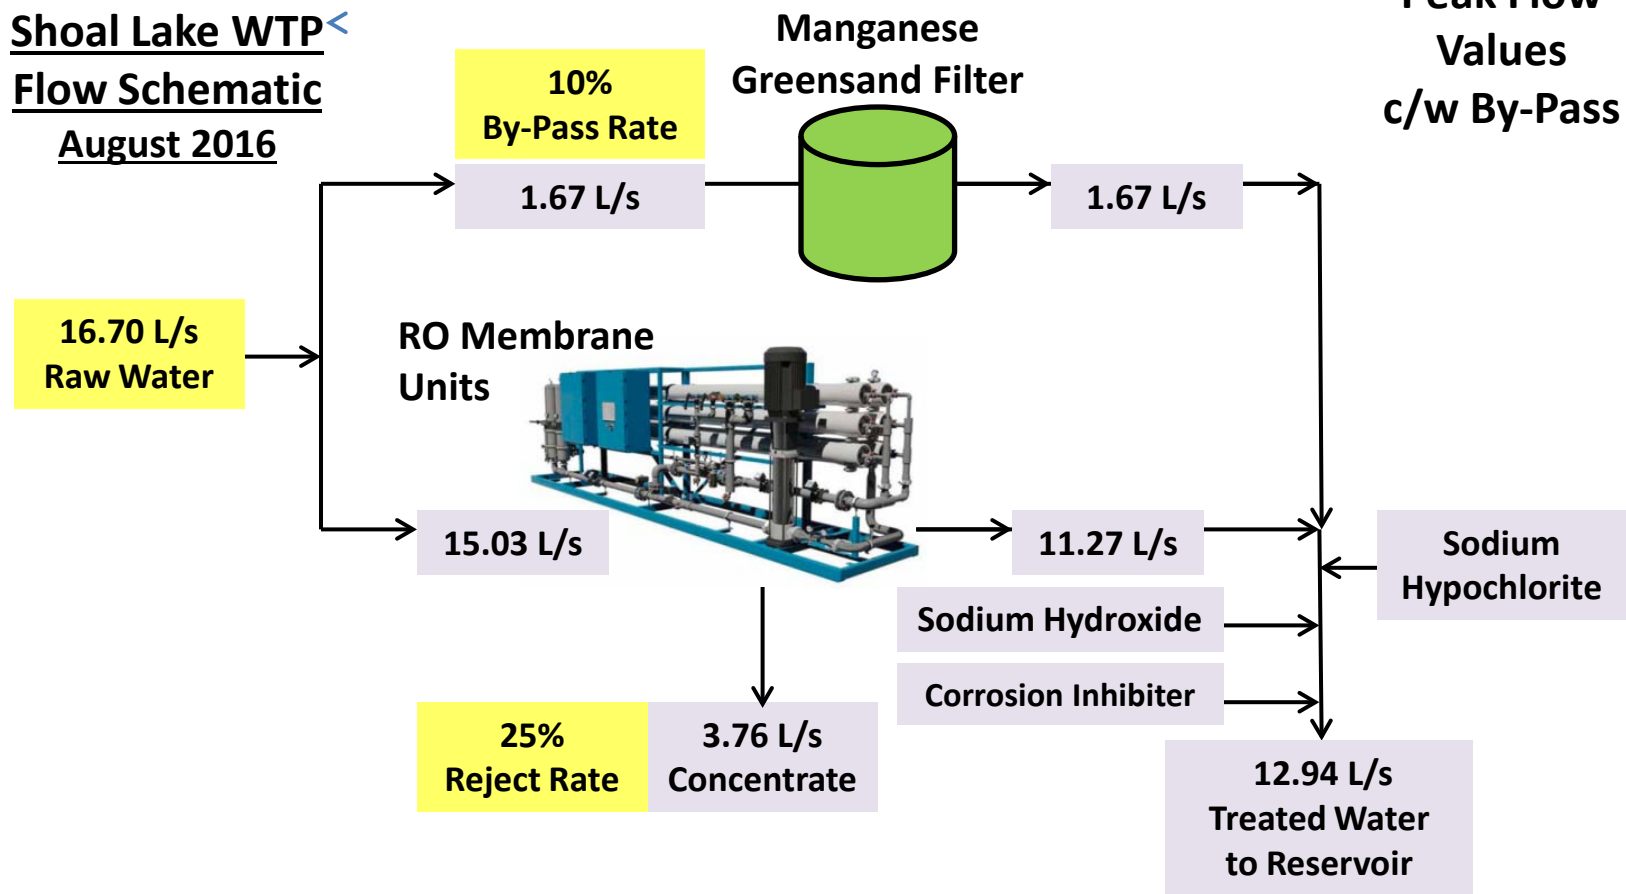 Shoal Lake WTP
Flow Schematic
August 2016
10%
By-Pass Rate
1.67 L/s
Manganese
Greensand Filter
1.67 L/s
Peak Flow
Values
c/w By-Pass
16.70 L/s
Raw Water
RO Membrane
Units
15.03 L/s
11.27 L/s
Sodium
Hypochlorite
Sodium Hydroxide
Corrosion Inhibiter
25%
Reject Rate
3.76 L/s
Concentrate
12.94 L/s
Treated Water
to Reservoir